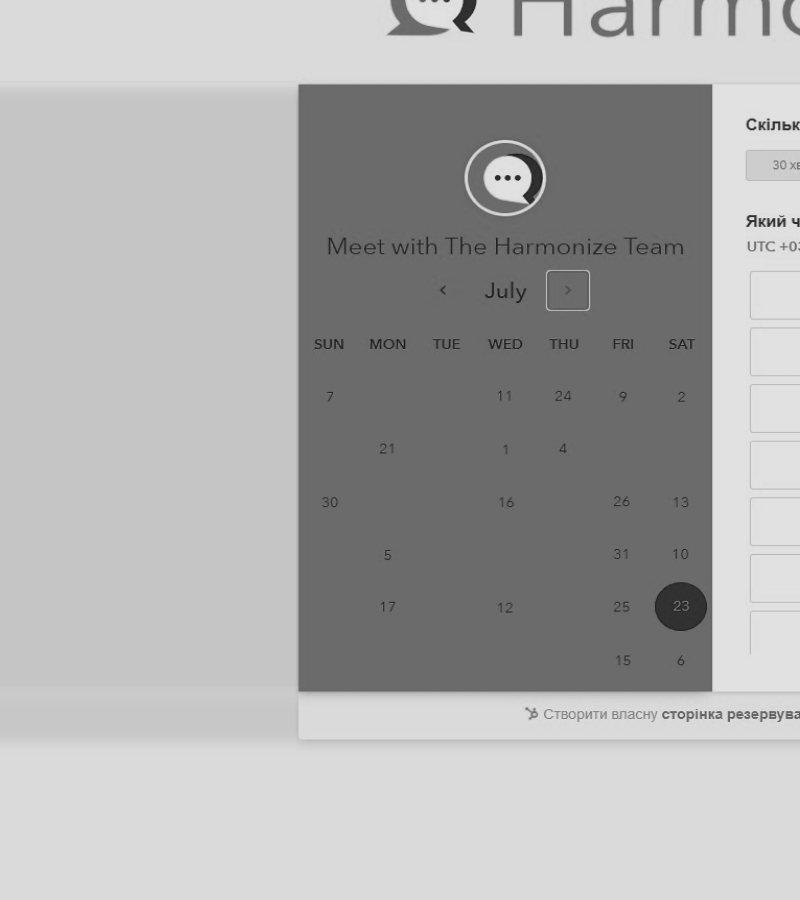 Harmo
Meet with The Harmonize Team
July
SUN MON TUE WED THU FRI SAT
7 11 24 9 2
21 1 4
30 16 26 13
5 31 10
17 12 25 23
15 6
Скільк
30 хв
Який ч
UTC +03
Створити власну сторінка резервува